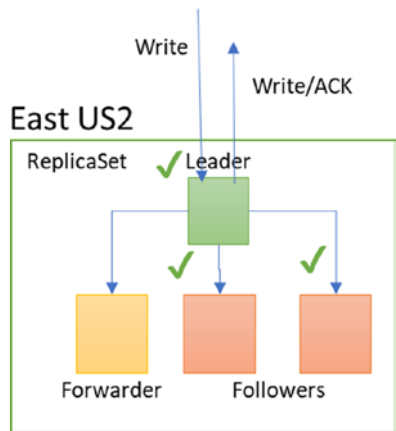 Write
Write/ACK
East US2
ReplicaSet
Leader
Forwarder
Followers